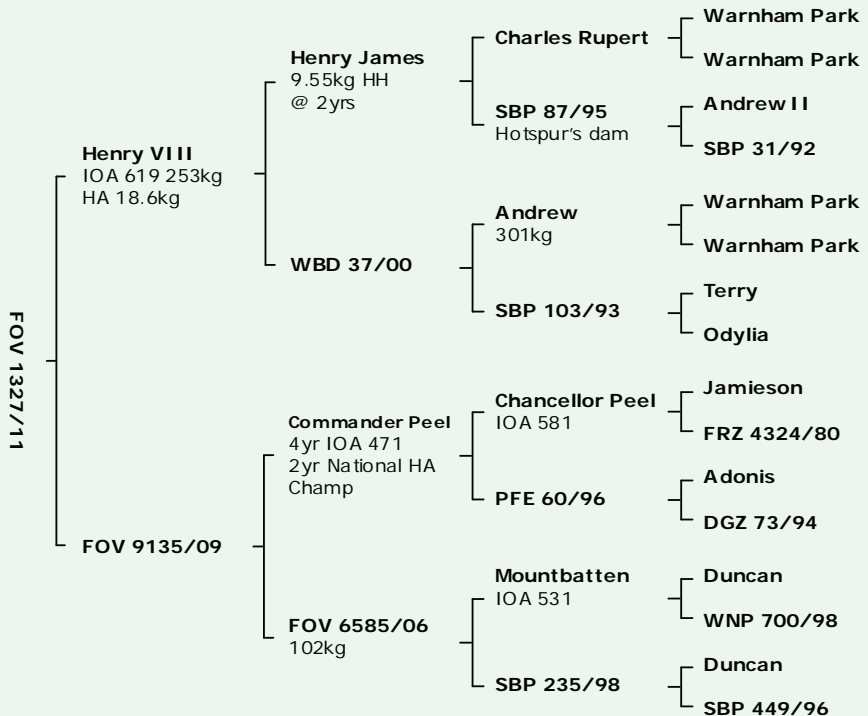 FOV 1327/11
Henry VIII
IOA 619 253kg
HA 18.6kg
FOV 9135/09
Henry James
9.55kg HH
@ 2yrs
WBD 37/00
Commander Peel
4yr IOA 471
2yr National HA
Champ
FOV 6585/06
102kg
Charles Rupert
SBP 87/95
Hotspur's dam
Andrew
301kg
SBP 103/93
Chancellor Peel
IOA 581
PFE 60/96
Mountbatten
IOA 531
SBP 235/98
Warnham Park
Warnham Park
Andrew II
SBP 31/92
Warnham Park
Warnham Park
Terry
Odylia
Jamieson
FRZ 4324/80
Adonis
DGZ 73/94
Duncan
WNP 700/98
Duncan
SBP 449/96